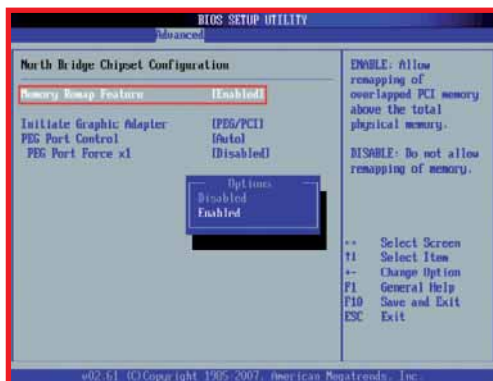 BIOS SETUP UTILITY
Advanced
North Bridge Chipset Configuration
Memory Remap Feature [Enabled]
Initiate Graphic Adapter [PEG/PCI]
PEG Port Control [Auto]
PEG Port Force x1 [Disabled]
Options
Disabled
Enabled
ENABLE: Allow
remapping of
overlapped PCI memory
above the total
physical memory.
DISABLE: Do not allow
remapping of memory.
↔ Select Screen
↑↓ Select Item
+- Change Option
F1 General Help
F10 Save and Exit
ESC Exit
v02.61 (C)Copyright 1985-2007, American Megatrends, Inc.